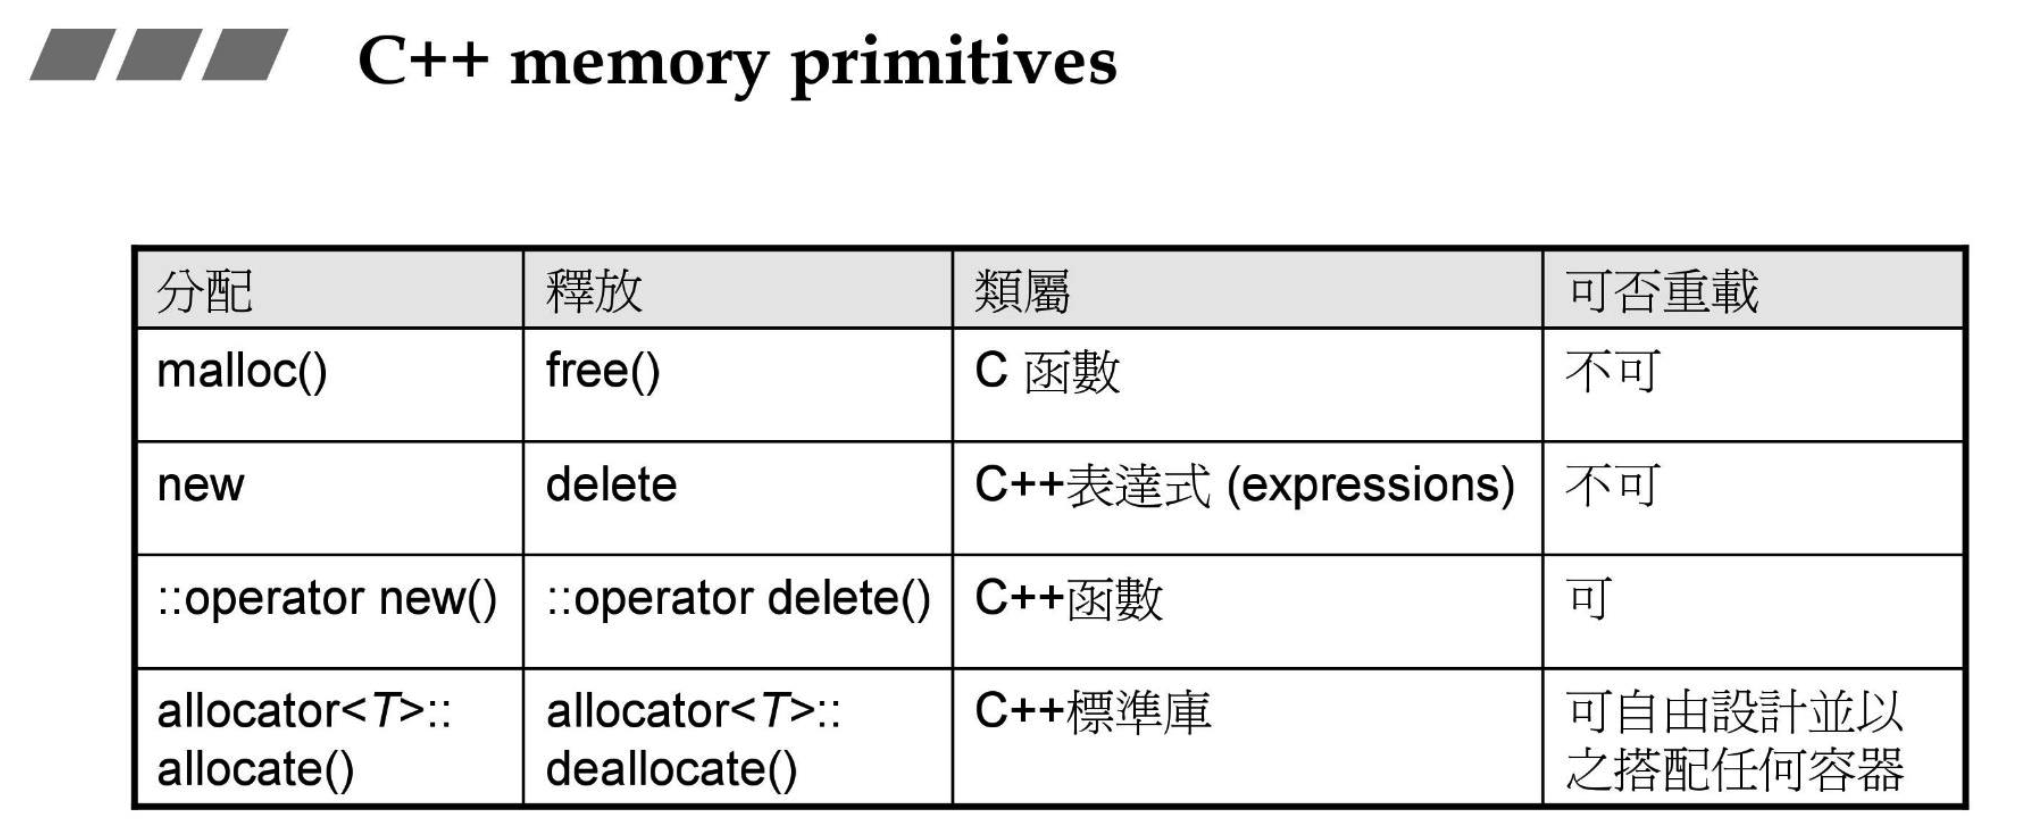 C++ memory primitives
分配 釋放 類屬 可否重載
malloc() free() C 函數 不可
new delete C++表達式 (expressions) 不可
::operator new() ::operator delete() C++函數 可
allocator<T>:: allocator<T>:: C++標準庫 可自由設計並以
allocate() deallocate() 之搭配任何容器